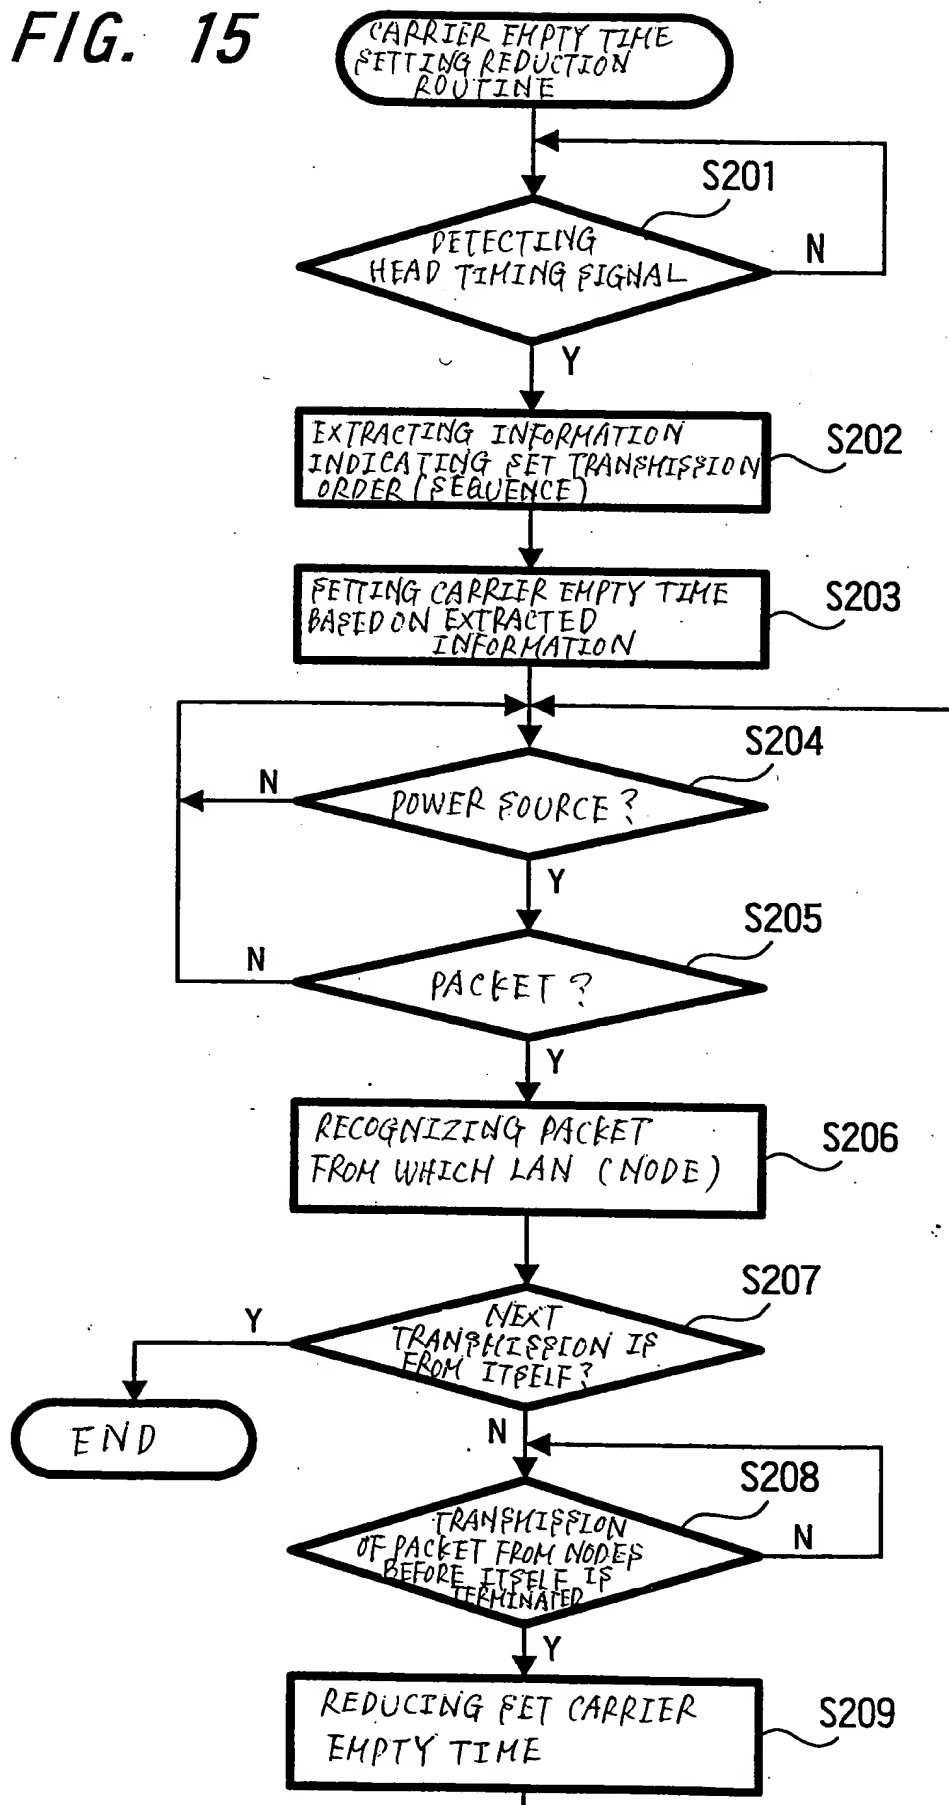 FIG. 15
CARRIER EMPTY TIME
SETTING REDUCTION
ROUTINE
S201
DETECTING
HEAD TIMING SIGNAL
N
Y
EXTRACTING INFORMATION
INDICATING SET TRANSMISSION
ORDER (SEQUENCE)
S202
SETTING CARRIER EMPTY TIME
BASED ON EXTRACTED
INFORMATION
S203
S204
N
POWER SOURCE?
Y
S205
N
PACKET?
Y
RECOGNIZING PACKET
FROM WHICH LAN (NODE)
S206
S207
Y
NEXT
TRANSMISSION IS
FROM ITSELF?
END
N
S208
TRANSMISSION
OF PACKET FROM NODES
BEFORE ITSELF IS
TERMINATED
N
Y
REDUCING SET CARRIER
EMPTY TIME
S209